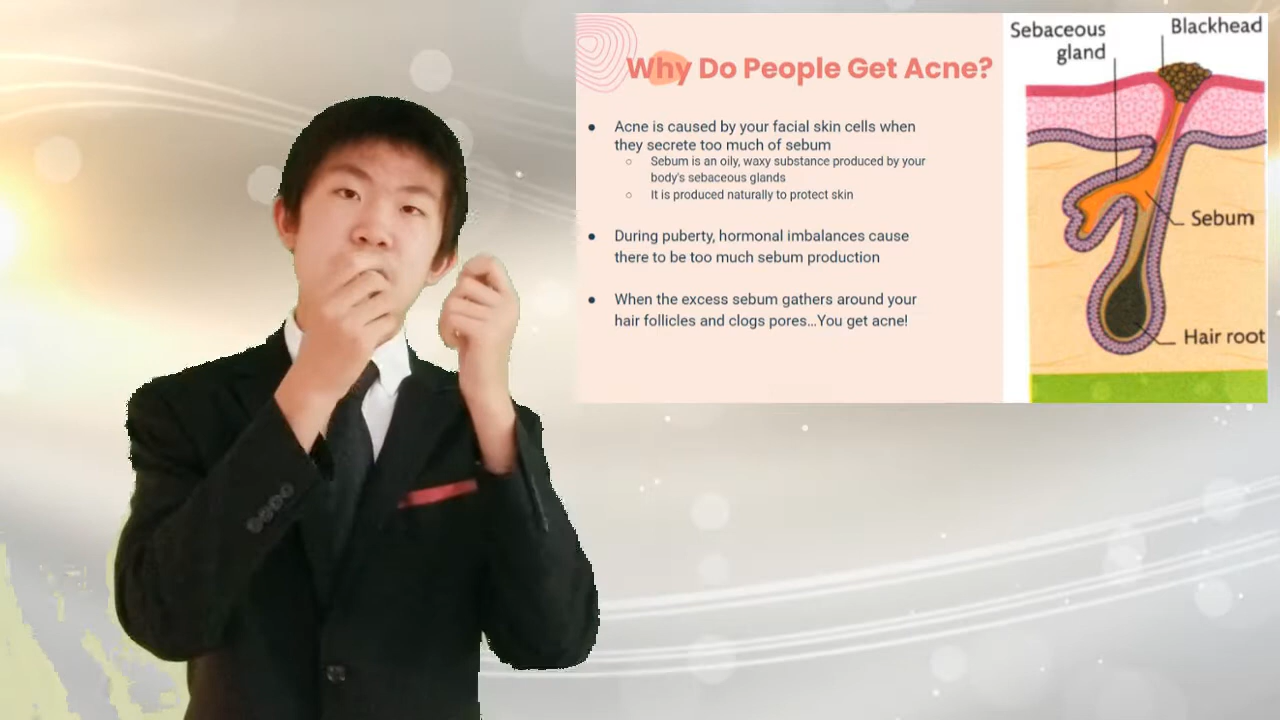 Why Do People Get Acne?
● Acne is caused by your facial skin cells when
they secrete too much of sebum
○ Sebum is an oily, waxy substance produced by your
body's sebaceous glands
○ It is produced naturally to protect skin
● During puberty, hormonal imbalances cause
there to be too much sebum production
● When the excess sebum gathers around your
hair follicles and clogs pores...You get acne!
Sebaceous
gland
Blackhead
Sebum
Hair root